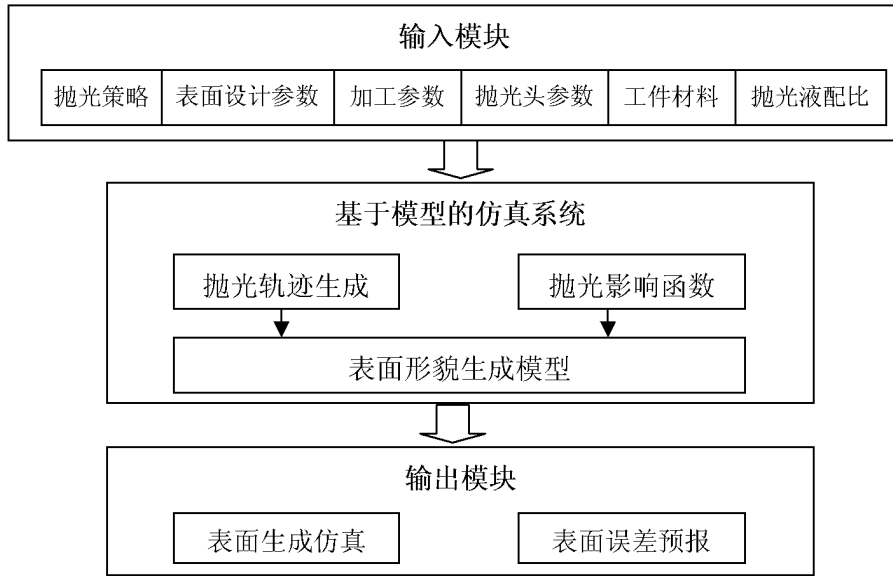 输入模块
抛光策略 表面设计参数 加工参数 抛光头参数 工件材料 抛光液配比
基于模型的仿真系统
抛光轨迹生成 抛光影响函数
表面形貌生成模型
输出模块
表面生成仿真 表面误差预报